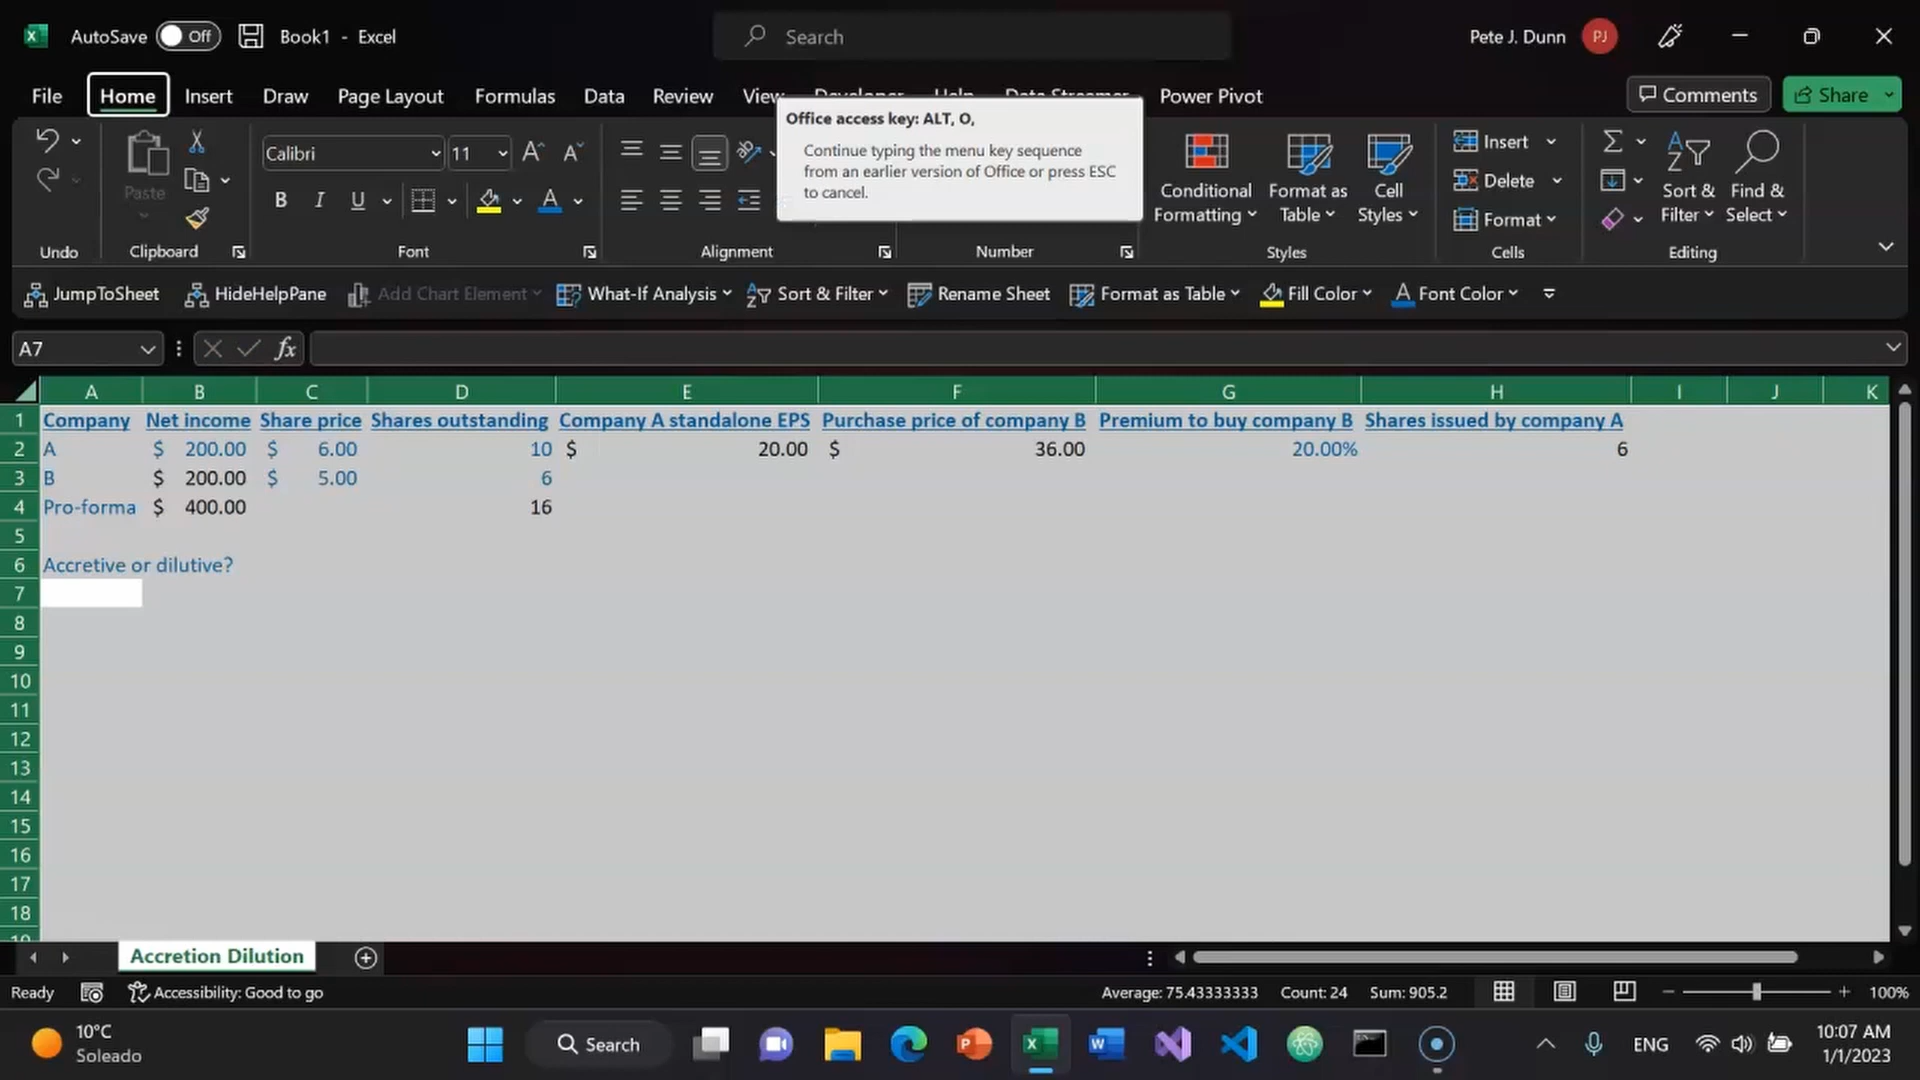 AutoSave Off Book1 - Excel Search Pete J. Dunn PJ
File Home Insert Draw Page Layout Formulas Data Review View Developer Help Data Streamer Power Pivot Comments Share
Office access key: ALT, O,
Continue typing the menu key sequence
from an earlier version of Office or press ESC
to cancel.
Calibri 11
Paste
B I U
Conditional Formatting
Format as Table
Cell Styles
Insert
Delete
Format
Sort & Filter
Find & Select
Undo Clipboard Font Alignment Number Styles Cells Editing
JumpToSheet HideHelpPane Add Chart Element What-If Analysis Sort & Filter Rename Sheet Format as Table Fill Color Font Color
A7 fx
A B C D E F G H I J K
1 Company Net income Share price Shares outstanding Company A standalone EPS Purchase price of company B Premium to buy company B Shares issued by company A
2 A $ 200.00 $ 6.00 10 $ 20.00 $ 36.00 20.00% 6
3 B $ 200.00 $ 5.00 6
4 Pro-forma $ 400.00 16
5
6 Accretive or dilutive?
7
8
9
10
11
12
13
14
15
16
17
18
Accretion Dilution
Ready Accessibility: Good to go Average: 75.43333333 Count: 24 Sum: 905.2 100%
10°C
Soleado
Search
ENG
10:07 AM
1/1/2023